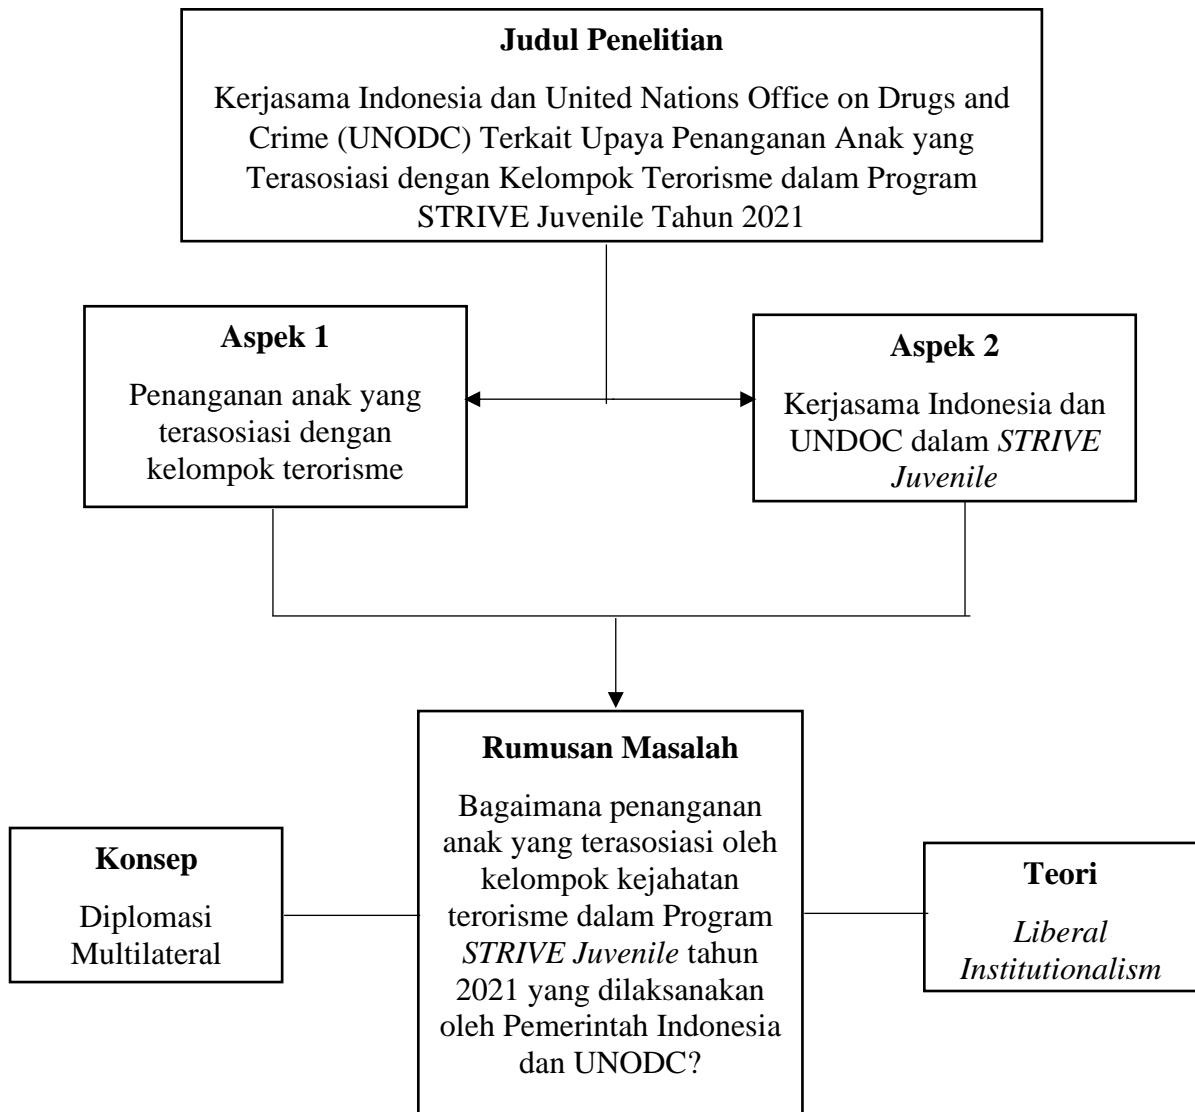 Judul Penelitian
Kerjasama Indonesia dan United Nations Office on Drugs and
Crime (UNODC) Terkait Upaya Penanganan Anak yang
Terasosiasi dengan Kelompok Terorisme dalam Program
STRIVE Juvenile Tahun 2021
Aspek 1
Penanganan anak yang
terasosiasi dengan
kelompok terorisme
Aspek 2
Kerjasama Indonesia dan
UNDOC dalam STRIVE
Juvenile
Rumusan Masalah
Bagaimana penanganan
anak yang terasosiasi oleh
kelompok kejahatan
terorisme dalam Program
STRIVE Juvenile tahun
2021 yang dilaksanakan
oleh Pemerintah Indonesia
dan UNODC?
Konsep
Diplomasi
Multilateral
Teori
Liberal
Institutionalism